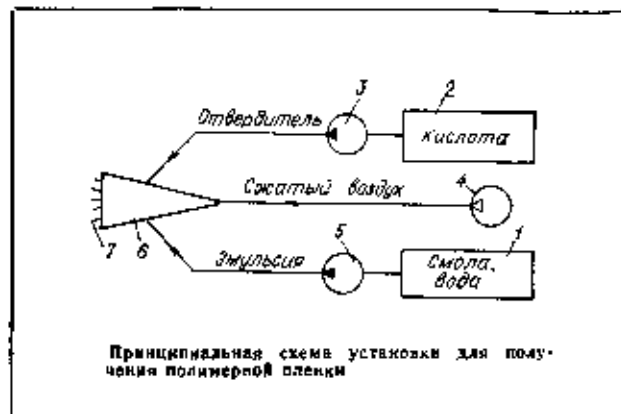 3
2
Отвердитель
Кислота
Сжатый воздух
4
7
6
5
1
Эмульсия
Смола,
вода
Принципиальная схема установки для полу-
чения полимерной пленки